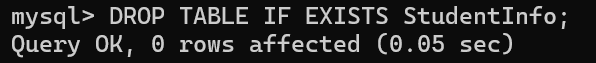 mysql> DROP TABLE IF EXISTS StudentInfo;
Query OK, 0 rows affected (0.05 sec)